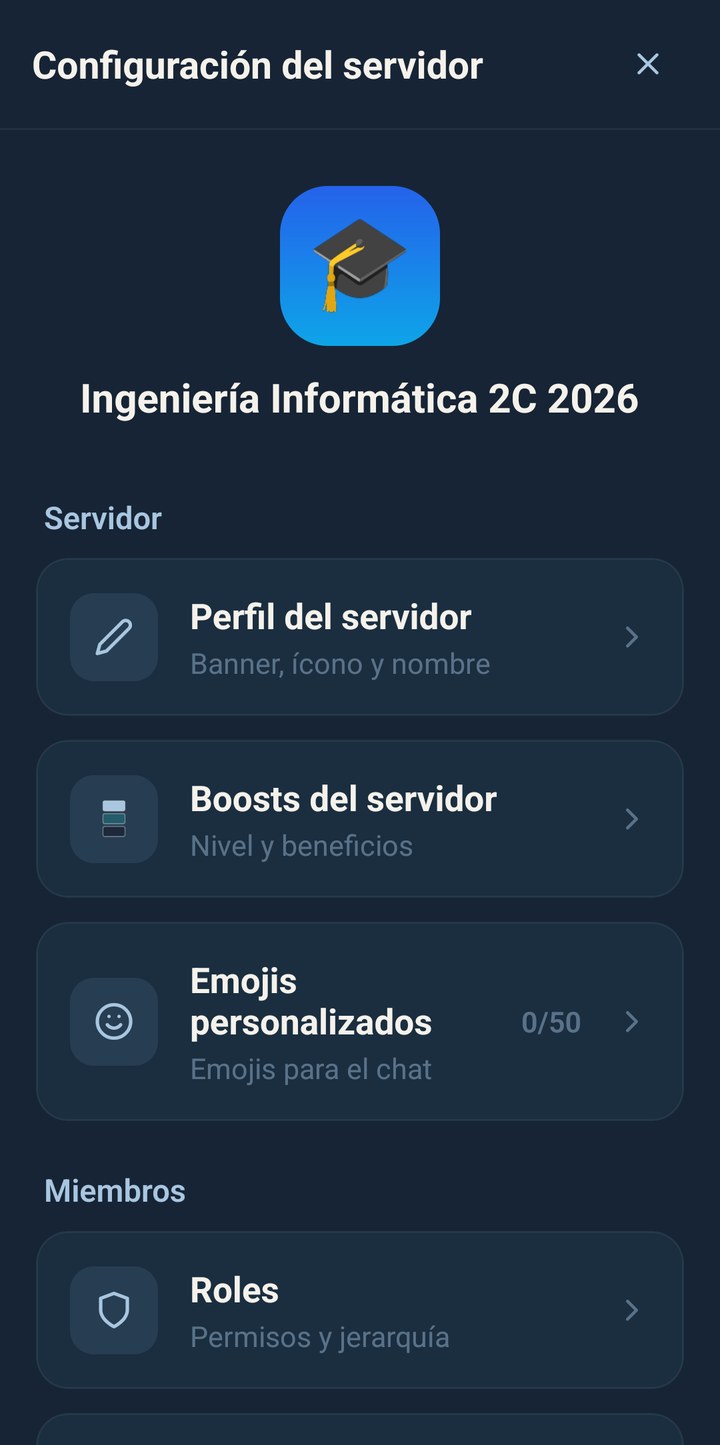 Configuración del servidor
Ingeniería Informática 2C 2026
Servidor
Perfil del servidor
Banner, ícono y nombre
Boosts del servidor
Nivel y beneficios
Emojis
personalizados
0/50
Emojis para el chat
Miembros
Roles
Permisos y jerarquía